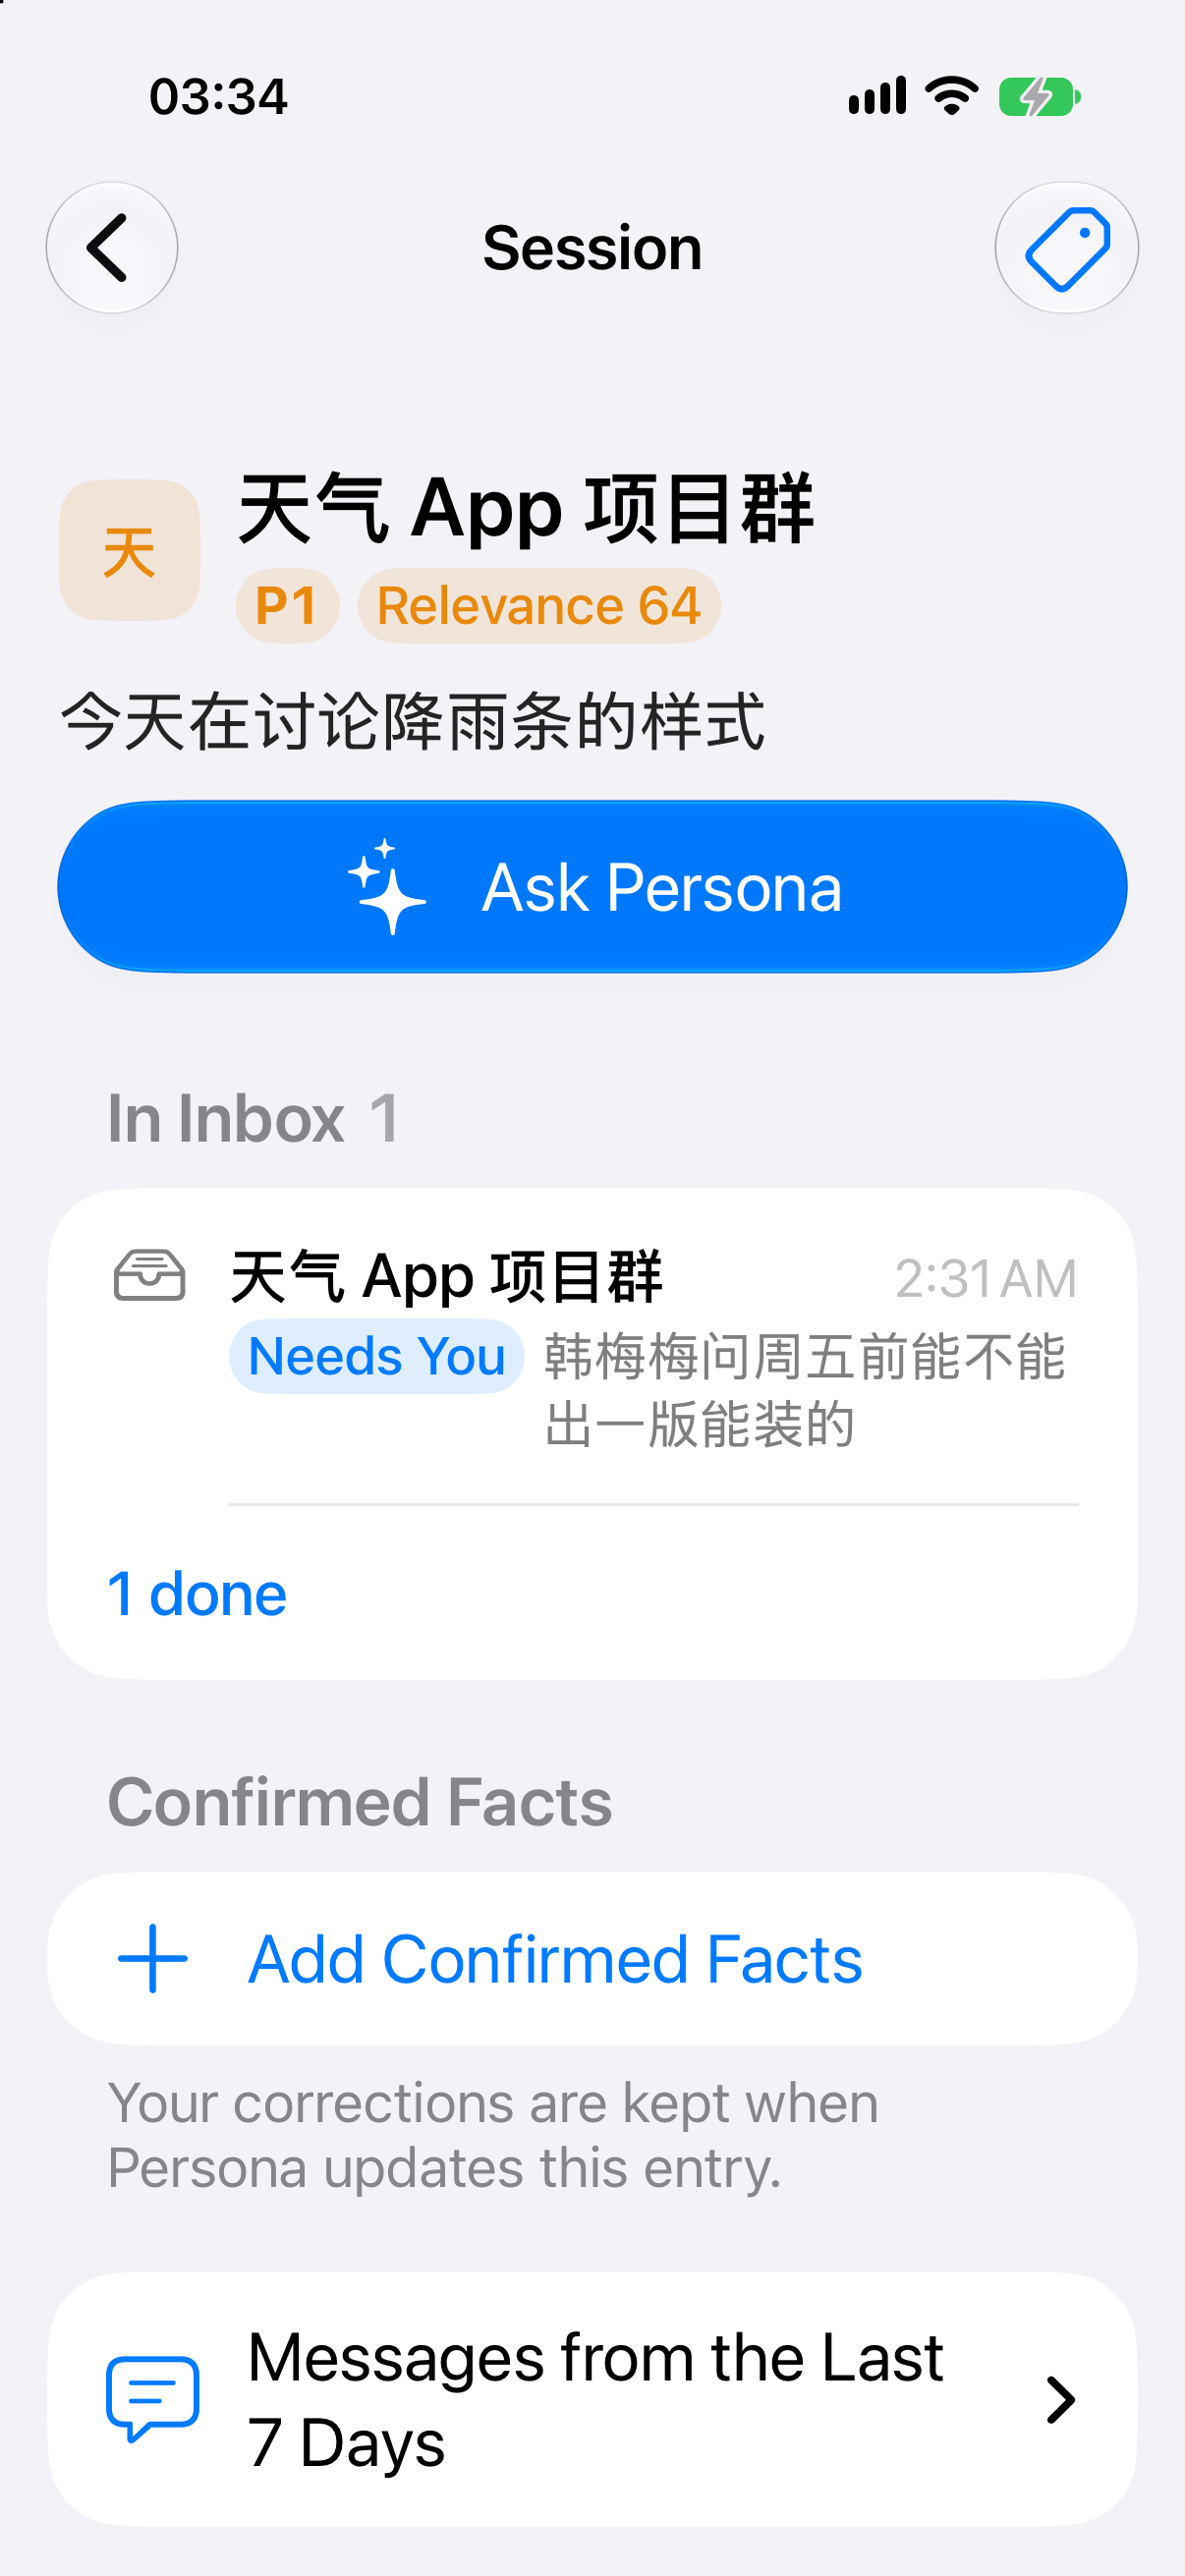 03:34
Session
天
天气 App 项目群
P1 Relevance 64
今天在讨论降雨条的样式
Ask Persona
In Inbox 1
天气 App 项目群 2:31 AM
Needs You 韩梅梅问周五前能不能
出一版能装的
1 done
Confirmed Facts
Add Confirmed Facts
Your corrections are kept when
Persona updates this entry.
Messages from the Last
7 Days